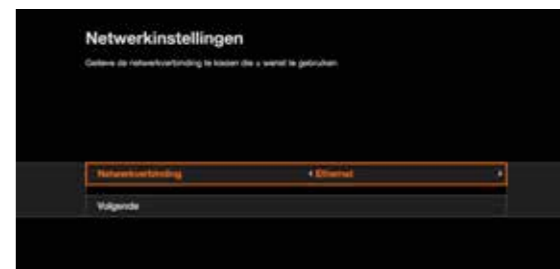 Netwerkinstellingen
Gelieve de netwerkverbinding te kiezen die u wenst te gebruiken
Netwerkverbinding Ethernet
Volgende